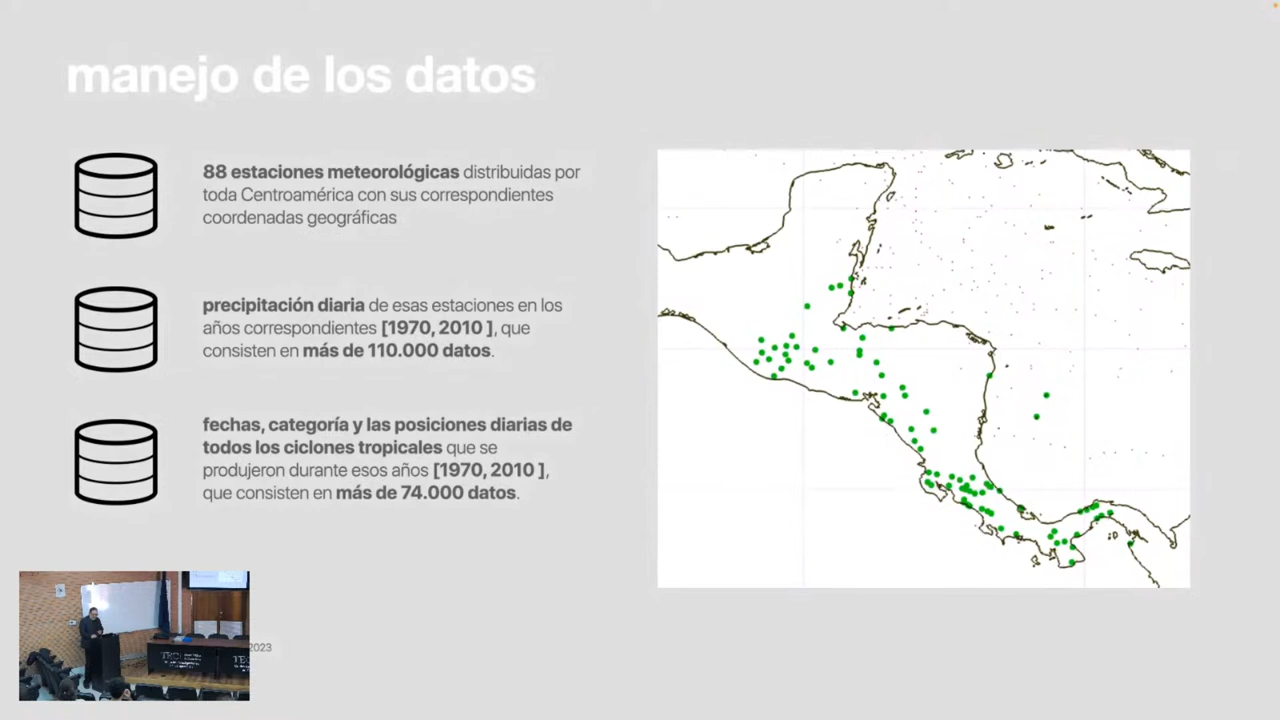 manejo de los datos
88 estaciones meteorológicas distribuidas por
toda Centroamérica con sus correspondientes
coordenadas geográficas
precipitación diaria de esas estaciones en los
años correspondientes [1970, 2010 ], que
consisten en más de 110.000 datos.
fechas, categoría y las posiciones diarias de
todos los ciclones tropicales que se
produjeron durante esos años [1970, 2010 ],
que consisten en más de 74.000 datos.
2023
TEC
TEC